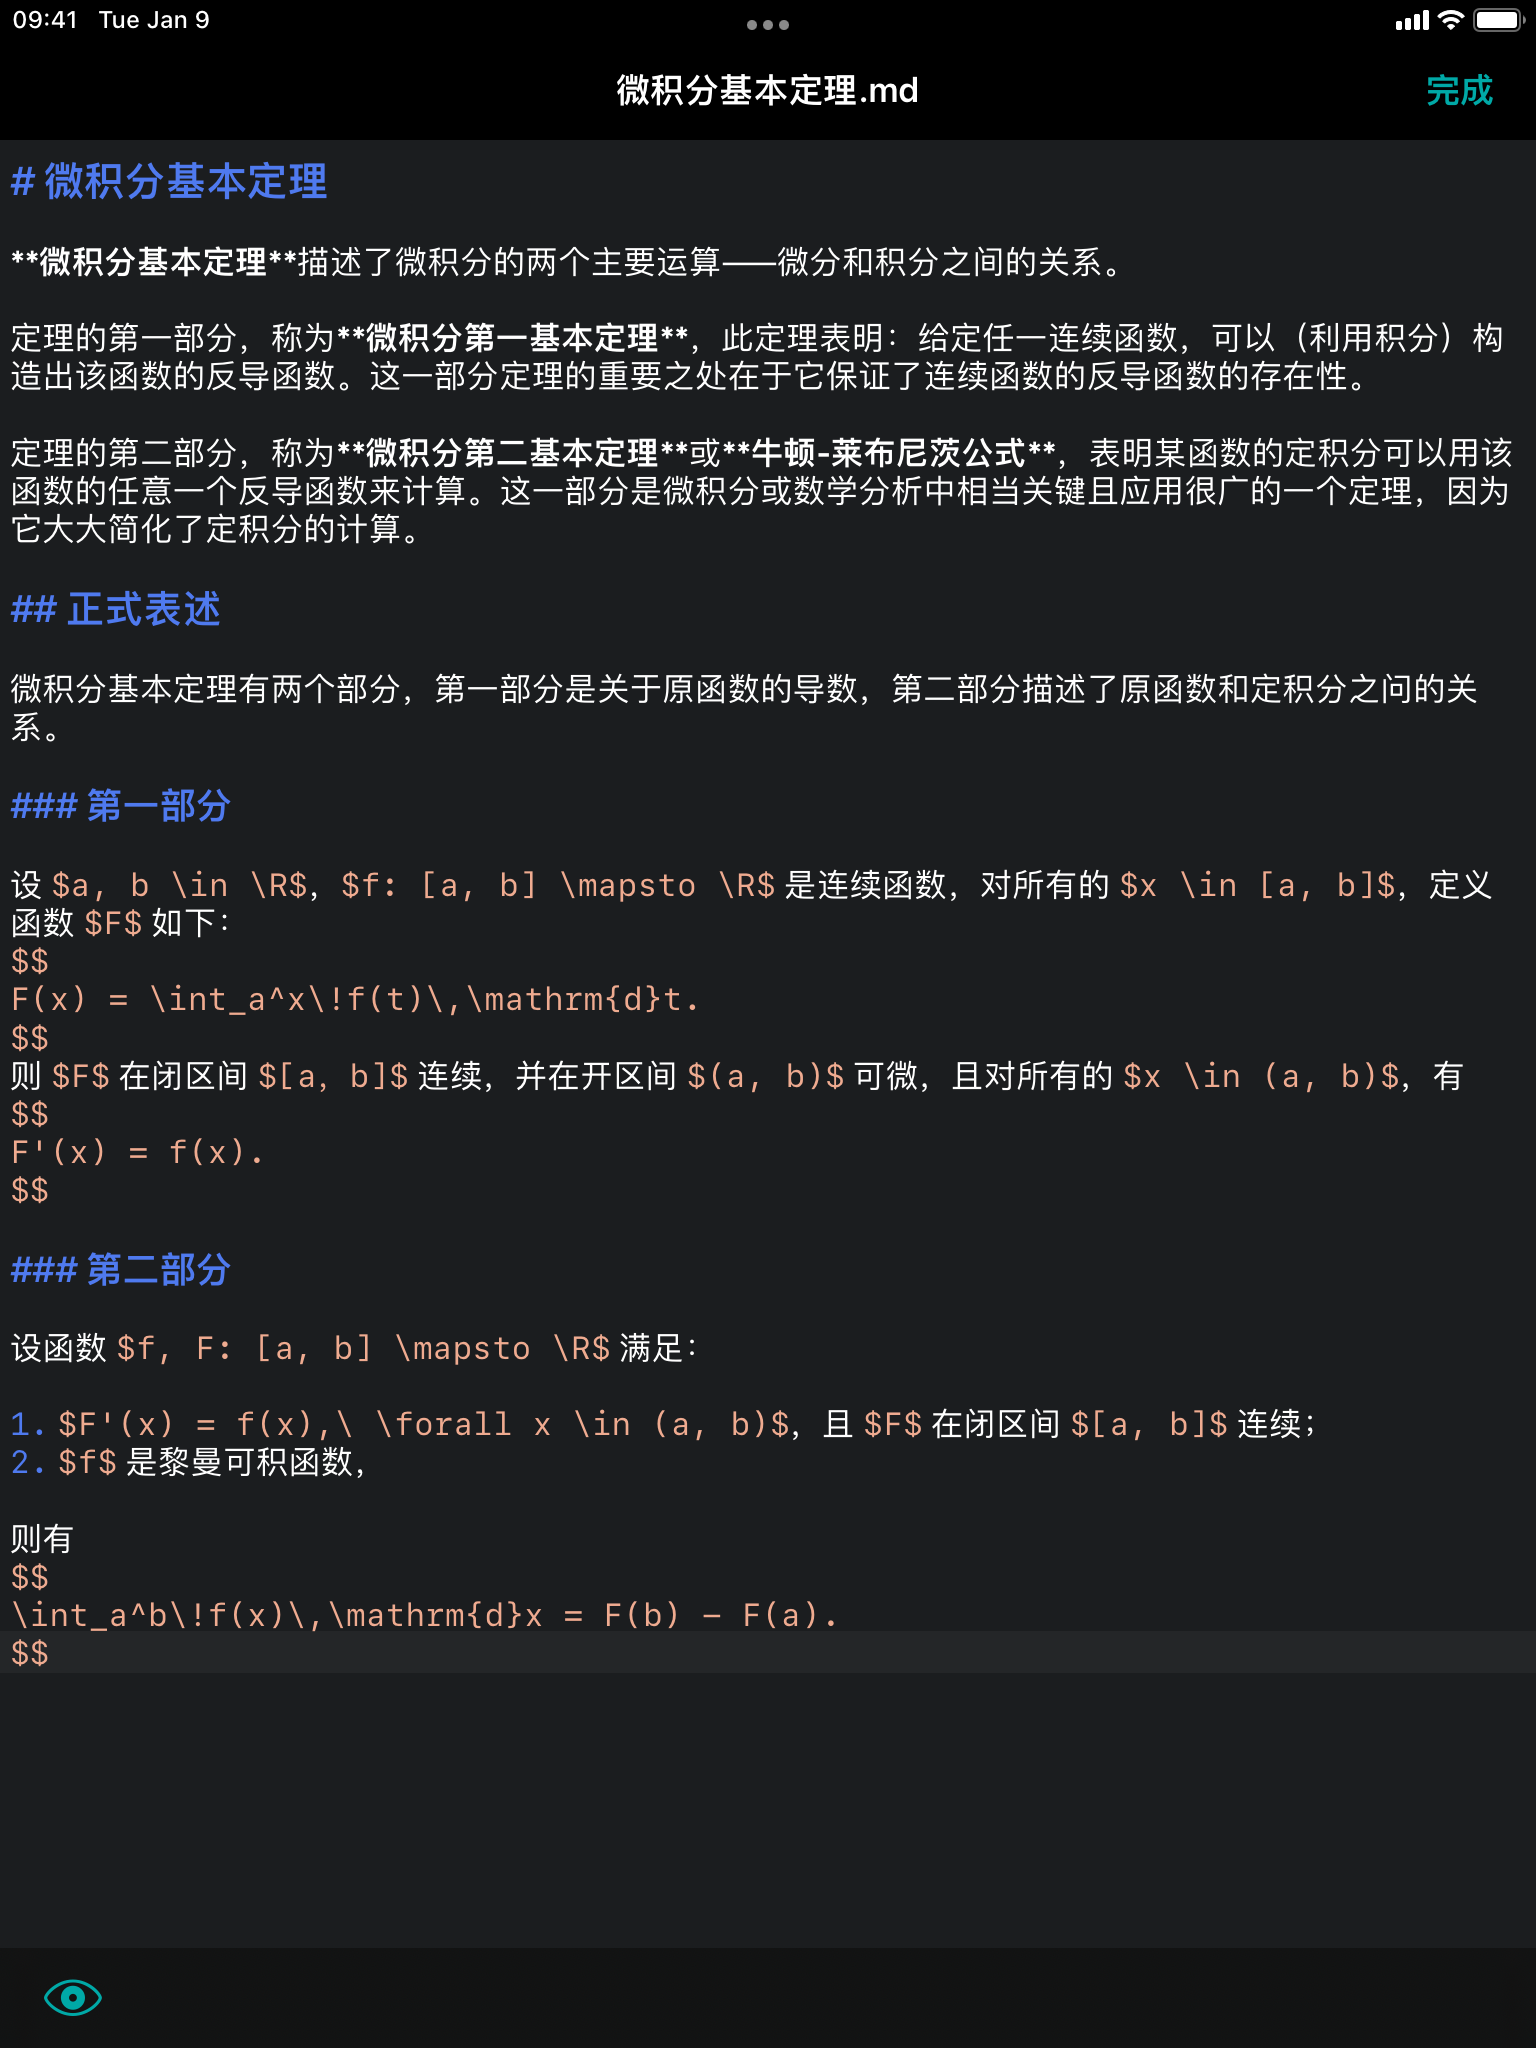 09:41 Tue Jan 9
微积分基本定理.md
完成
# 微积分基本定理
**微积分基本定理**描述了微积分的两个主要运算——微分和积分之间的关系。
定理的第一部分，称为**微积分第一基本定理**，此定理表明：给定任一连续函数，可以（利用积分）构
造出该函数的反导函数。这一部分定理的重要之处在于它保证了连续函数的反导函数的存在性。
定理的第二部分，称为**微积分第二基本定理**或**牛顿-莱布尼茨公式**，表明某函数的定积分可以用该
函数的任意一个反导函数来计算。这一部分是微积分或数学分析中相当关键且应用很广的一个定理，因为
它大大简化了定积分的计算。
## 正式表述
微积分基本定理有两个部分，第一部分是关于原函数的导数，第二部分描述了原函数和定积分之问的关
系。
### 第一部分
设 $a, b \in \R$，$f: [a, b] \mapsto \R$ 是连续函数，对所有的 $x \in [a, b]$，定义
函数 $F$ 如下：
$$
F(x) = \int_a^x\!f(t)\,\mathrm{d}t.
$$
则 $F$ 在闭区间 $[a, b]$ 连续，并在开区间 $(a, b)$ 可微，且对所有的 $x \in (a, b)$，有
$$
F'(x) = f(x).
$$
### 第二部分
设函数 $f, F: [a, b] \mapsto \R$ 满足：
1. $F'(x) = f(x),\ \forall x \in (a, b)$，且 $F$ 在闭区间 $[a, b]$ 连续；
2. $f$ 是黎曼可积函数，
则有
$$
\int_a^b\!f(x)\,\mathrm{d}x = F(b) - F(a).
$$